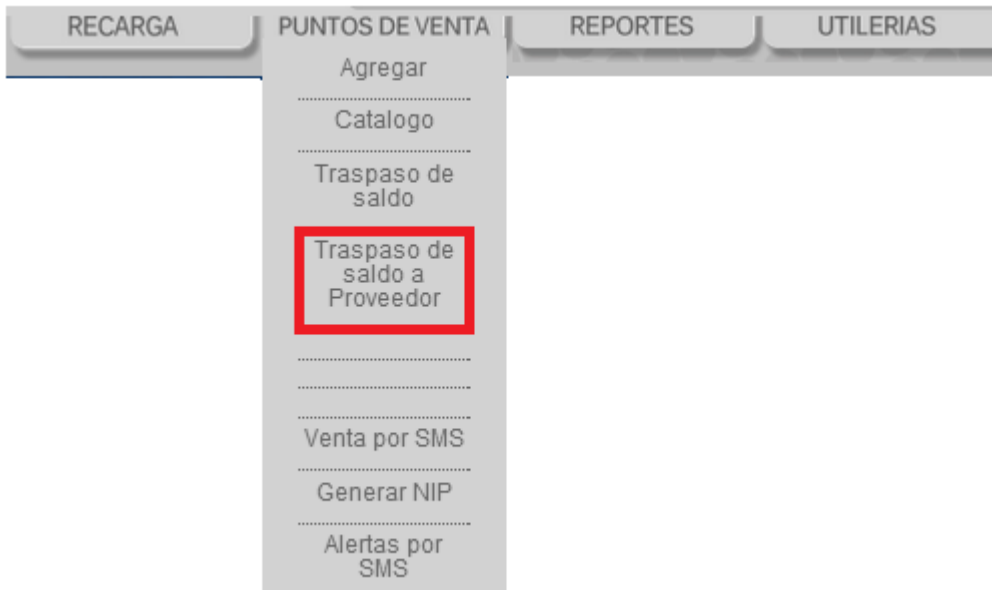 RECARGA PUNTOS DE VENTA REPORTES UTILERIAS
Agregar
Catalogo
Traspaso de
saldo
Traspaso de
saldo a
Proveedor
Venta por SMS
Generar NIP
Alertas por
SMS